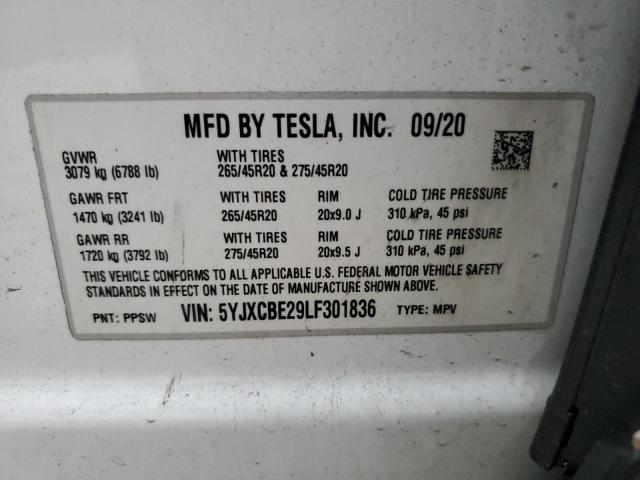 MFD BY TESLA, INC. 09/20
GVWR WITH TIRES
3079 kg (6788 lb) 265/45R20 & 275/45R20
GAWR FRT WITH TIRES RIM COLD TIRE PRESSURE
1470 kg (3241 lb) 265/45R20 20x9.0 J 310 kPa, 45 psi
GAWR RR WITH TIRES RIM COLD TIRE PRESSURE
1720 kg (3792 lb) 275/45R20 20x9.5 J 310 kPa, 45 psi
THIS VEHICLE CONFORMS TO ALL APPLICABLE U.S. FEDERAL MOTOR VEHICLE SAFETY
STANDARDS IN EFFECT ON THE DATE OF MANUFACTURE SHOWN ABOVE.
PNT: PPSW VIN: 5YJXCBE29LF301836 TYPE: MPV